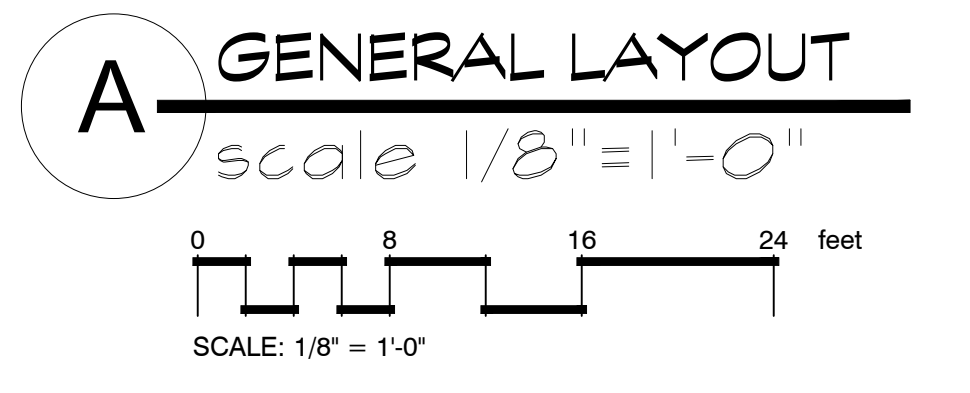 A
GENERAL LAYOUT
scale 1/8"=1'-0"
0 8 16 24 feet
SCALE: 1/8" = 1'-0"